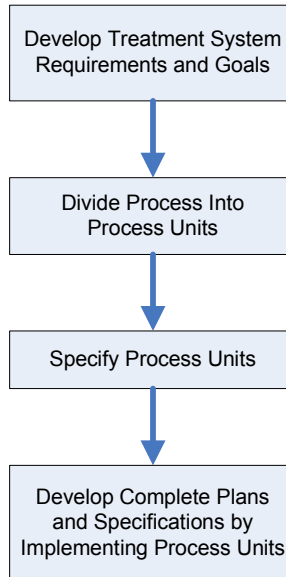 Develop Treatment System
Requirements and Goals
Divide Process Into
Process Units
Specify Process Units
Develop Complete Plans
and Specifications by
Implementing Process Units